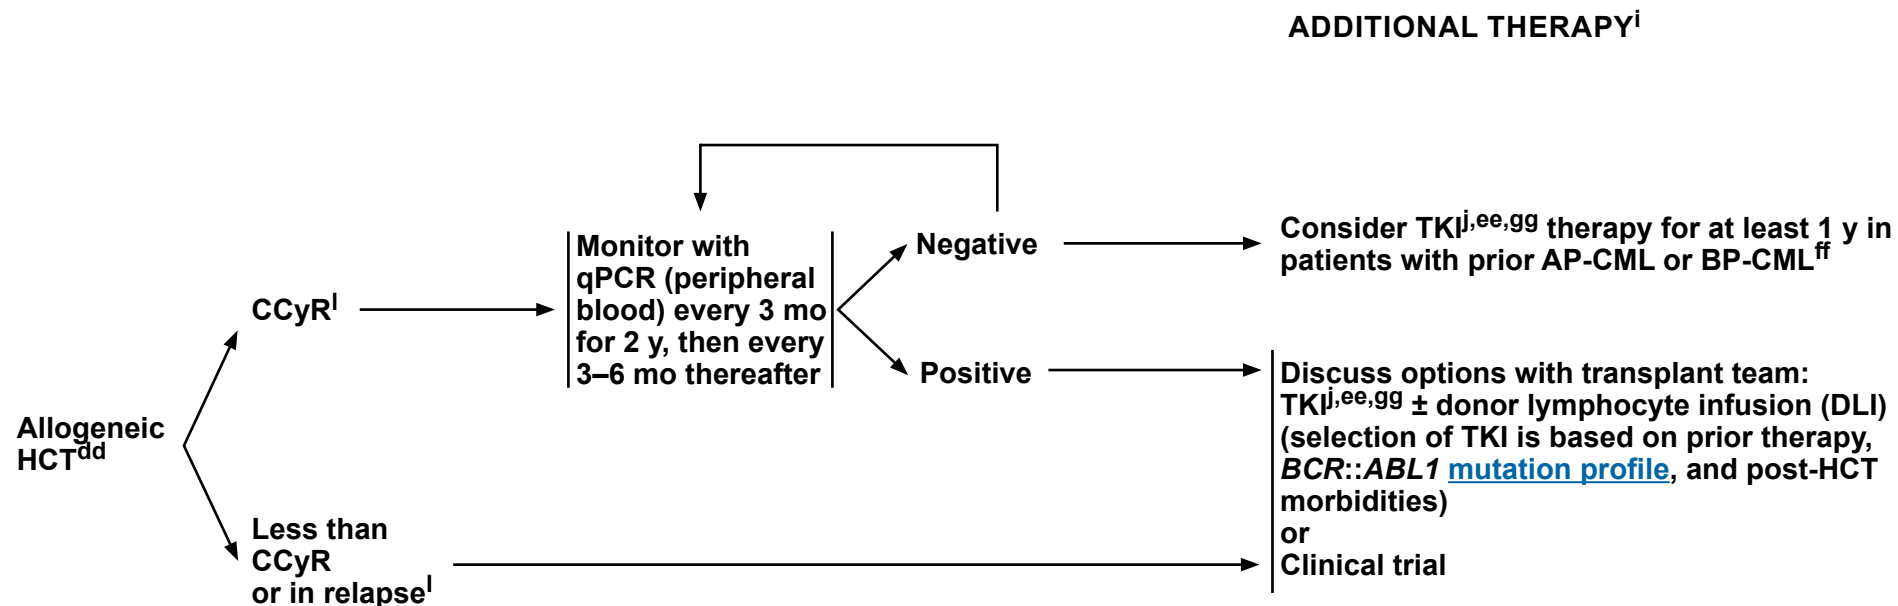 ADDITIONAL THERAPYi
Allogeneic
HCTdd
CCyRl
Monitor with
qPCR (peripheral
blood) every 3 mo
for 2 y, then every
3–6 mo thereafter
Negative
Consider TKIj,ee,gg therapy for at least 1 y in
patients with prior AP-CML or BP-CMLff
Positive
Discuss options with transplant team:
TKIj,ee,gg ± donor lymphocyte infusion (DLI)
(selection of TKI is based on prior therapy,
BCR::ABL1 mutation profile, and post-HCT
morbidities)
or
Clinical trial
Less than
CCyR
or in relapsel